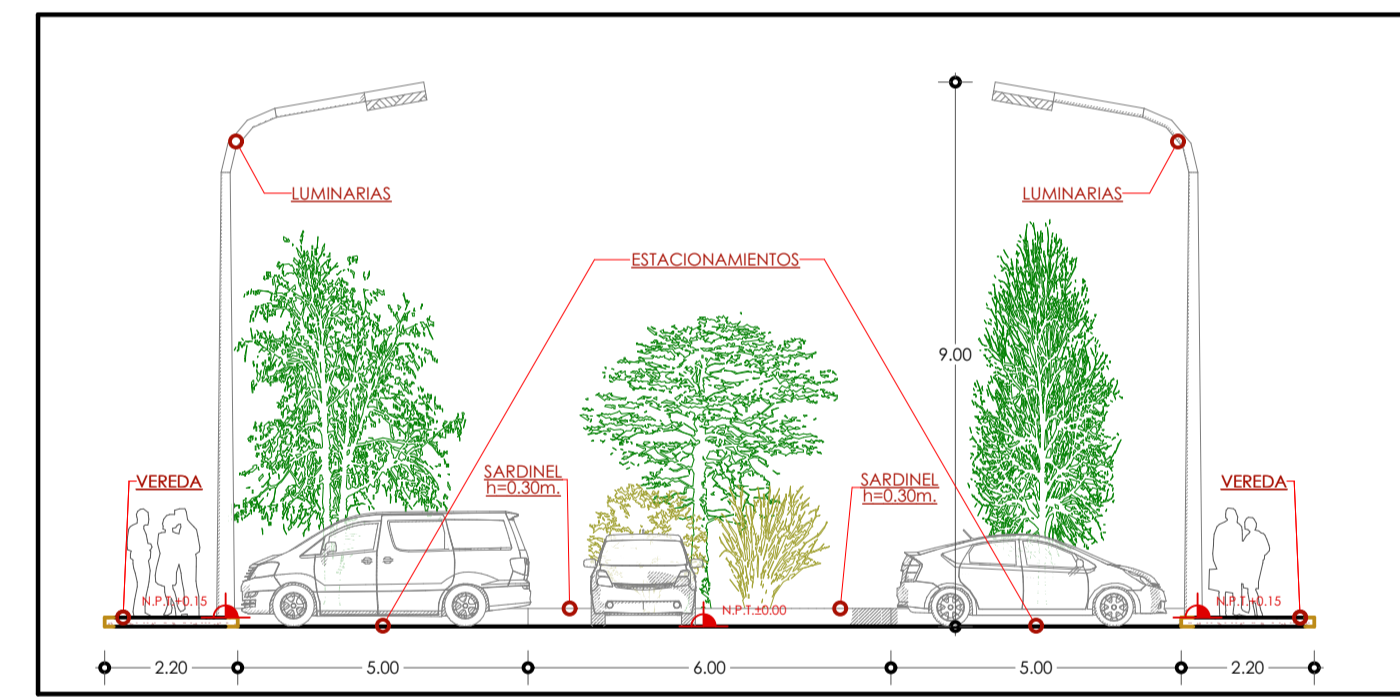 LUMINARIAS
LUMINARIAS
ESTACIONAMIENTOS
9.00
VEREDA
SARDINEL
h=0.30m.
SARDINEL
h=0.30m.
VEREDA
N.P.T.+0.15
N.P.T.±0.00
N.P.T.+0.15
2.20
5.00
6.00
5.00
2.20